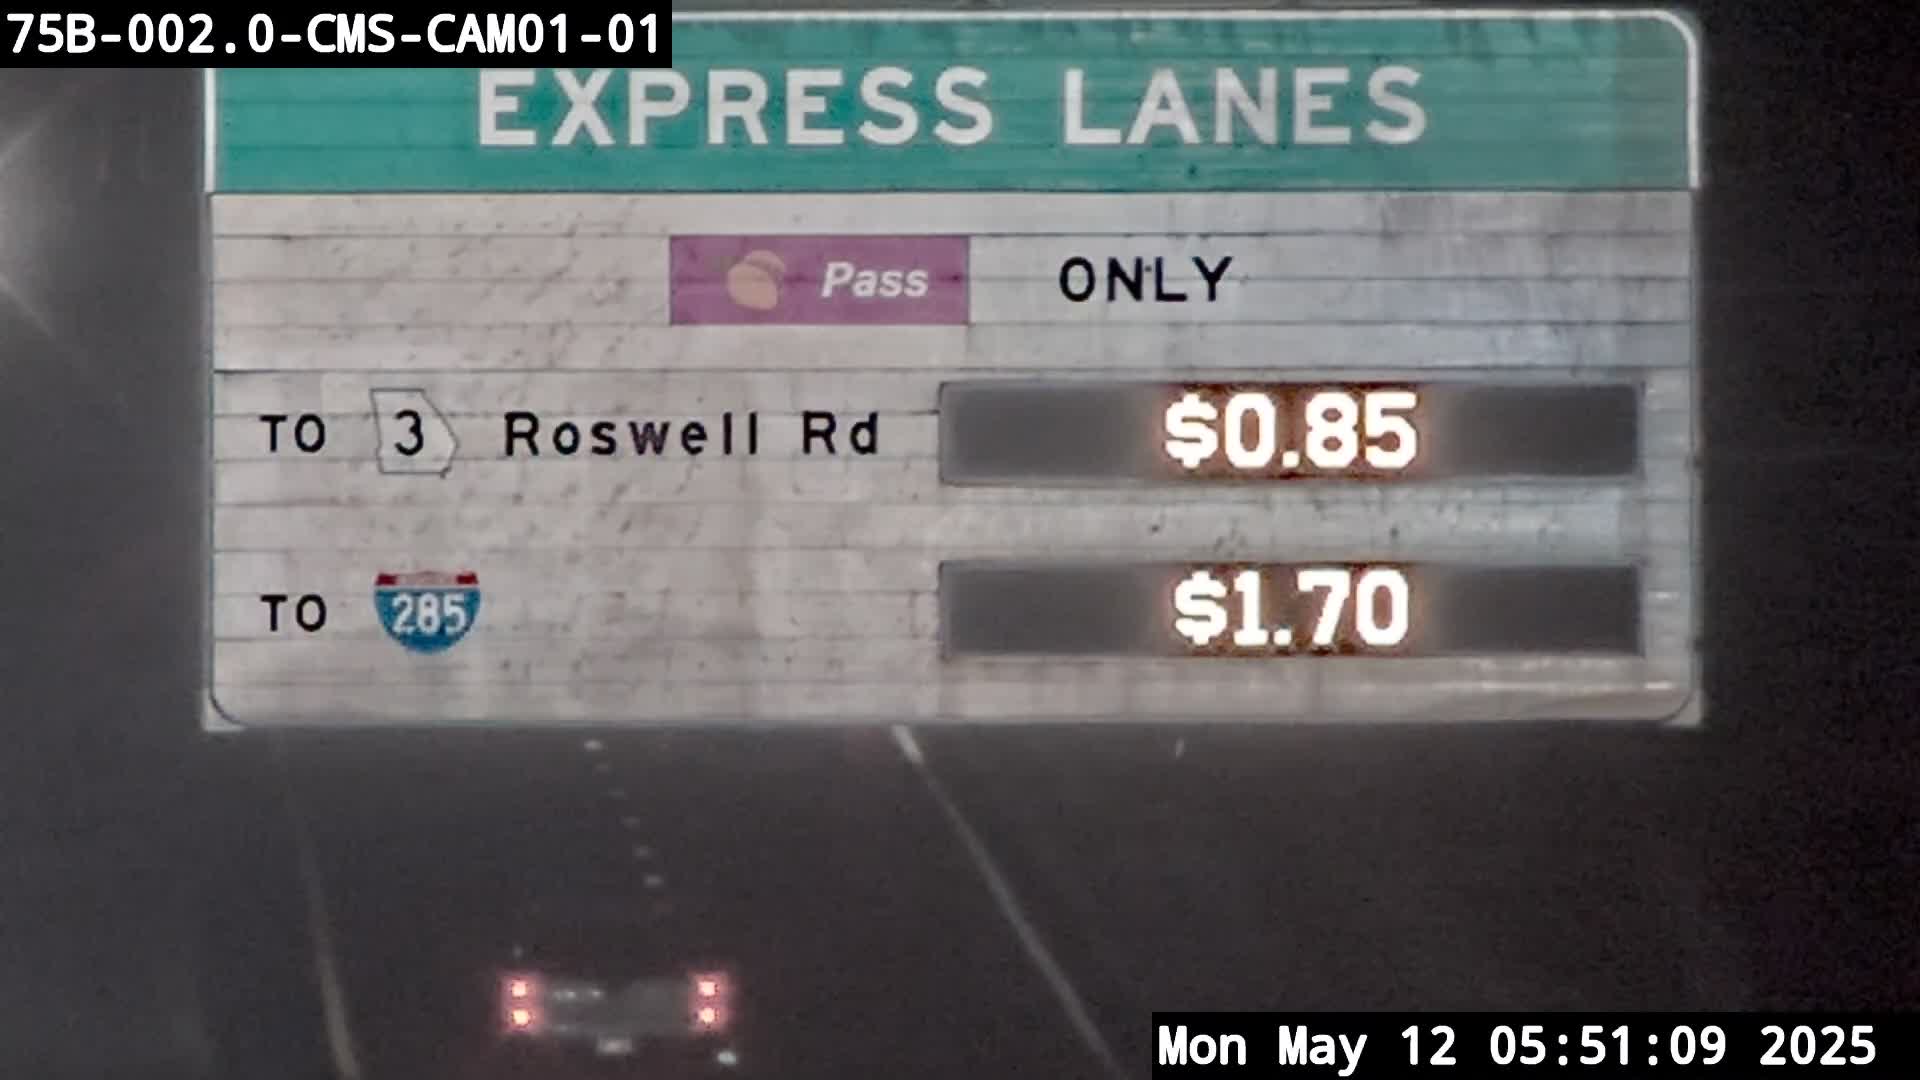 75B-002.0-CMS-CAM01-01
EXPRESS LANES
Pass ONLY
TO 3 Roswell Rd $0.85
TO 285 $1.70
Mon May 12 05:51:09 2025